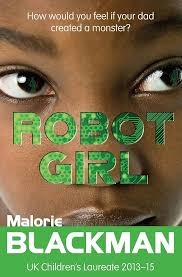 How would you feel if your dad
created a monster?
ROBOT
GIRL
Malorie
BLACKMAN
UK Children's Laureate 2013–15